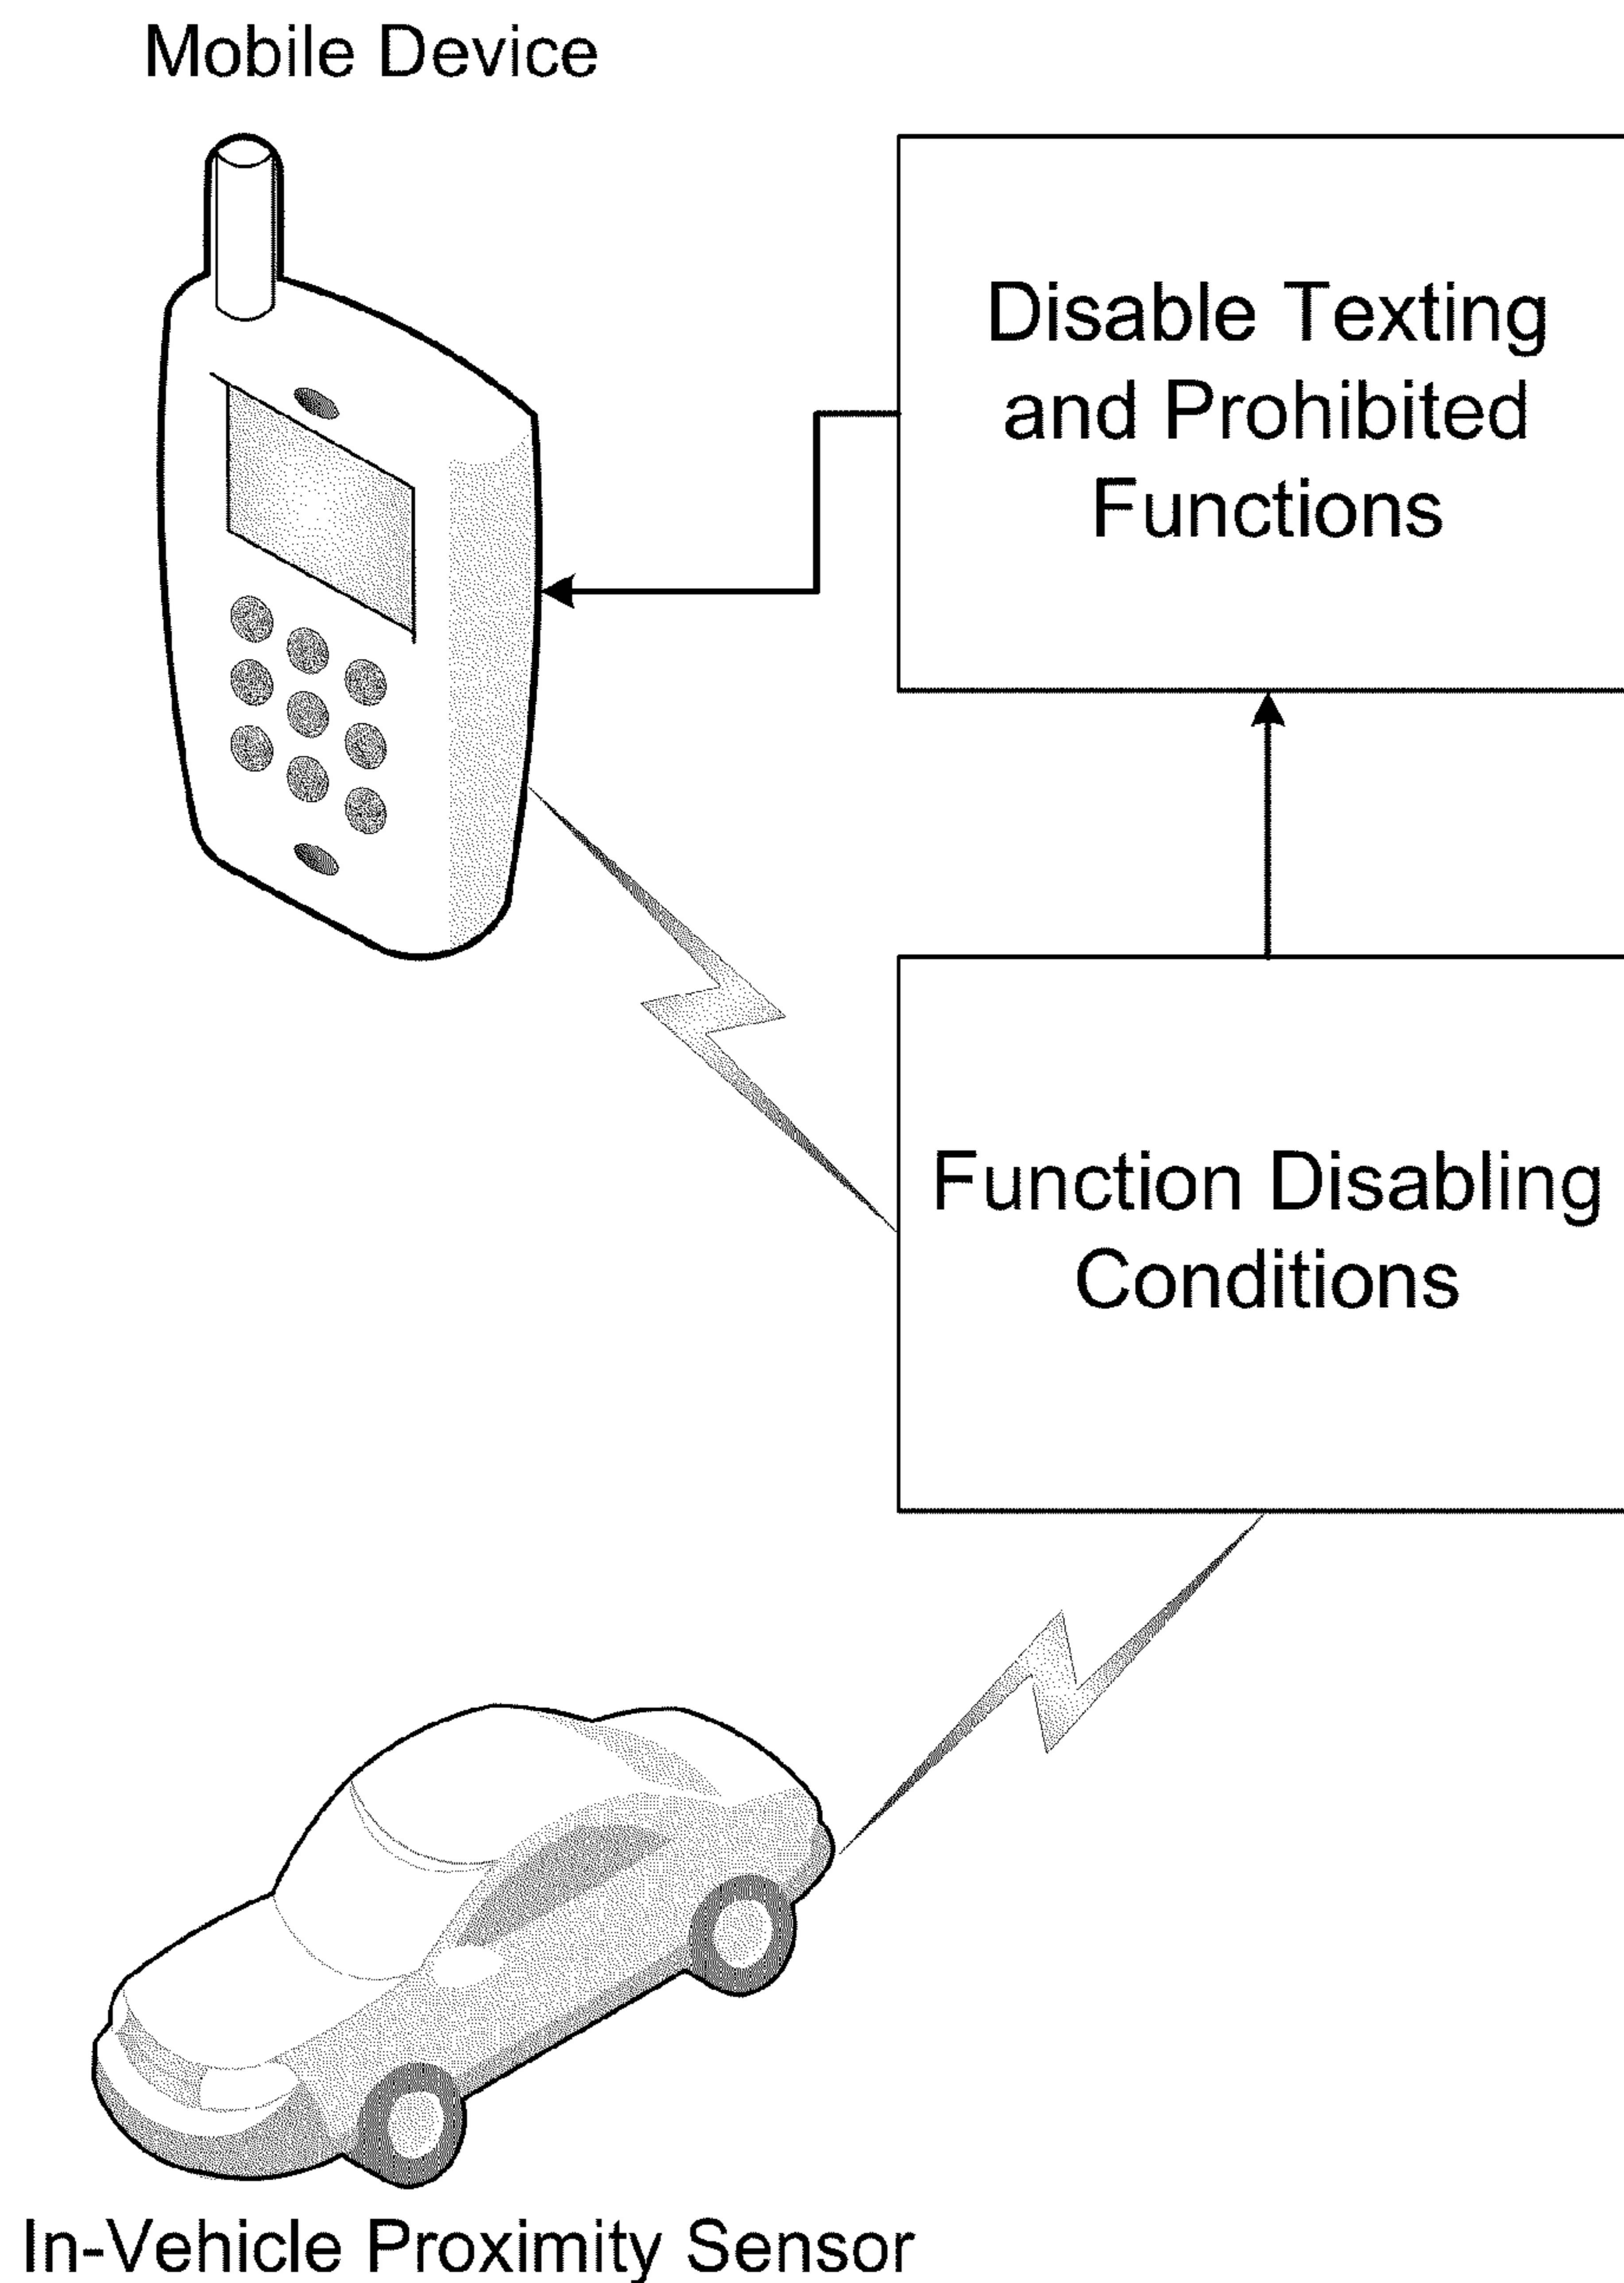 Mobile Device
Disable Texting
and Prohibited
Functions
Function Disabling
Conditions
In-Vehicle Proximity Sensor